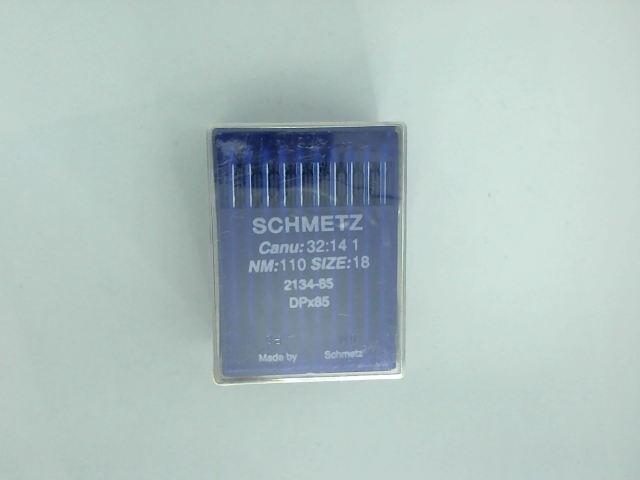 SCHMETZ
Canu: 32:14 1
NM:110 SIZE:18
2134-85
DPx85
Made by Schmetz